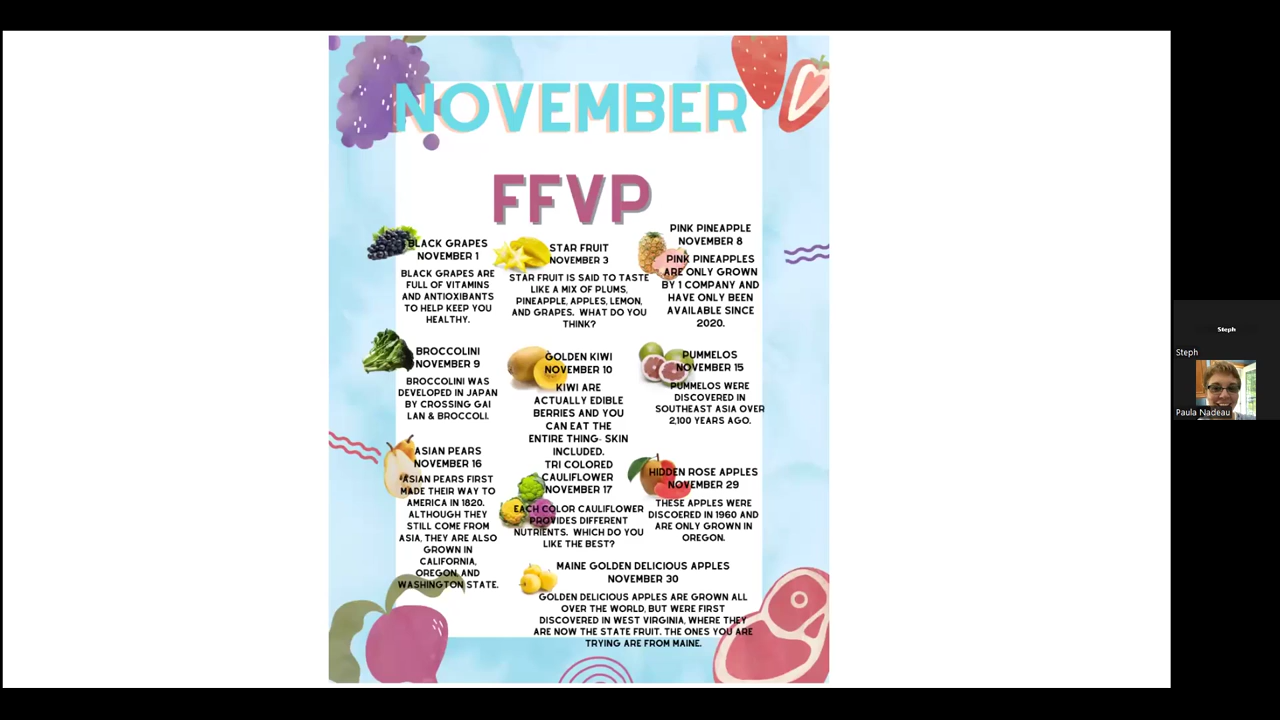 NOVEMBER
FFVP
BLACK GRAPES
NOVEMBER 1
BLACK GRAPES ARE
FULL OF VITAMINS
AND ANTIOXIBANTS
TO HELP KEEP YOU
HEALTHY.
STAR FRUIT
NOVEMBER 3
STAR FRUIT IS SAID TO TASTE
LIKE A MIX OF PLUMS,
PINEAPPLE, APPLES, LEMON,
AND GRAPES. WHAT DO YOU
THINK?
PINK PINEAPPLE
NOVEMBER 8
PINK PINEAPPLES
ARE ONLY GROWN
BY 1 COMPANY AND
HAVE ONLY BEEN
AVAILABLE SINCE
2020.
BROCCOLINI
NOVEMBER 9
BROCCOLINI WAS
DEVELOPED IN JAPAN
BY CROSSING GAI
LAN & BROCCOLI.
GOLDEN KIWI
NOVEMBER 10
KIWI ARE
ACTUALLY EDIBLE
BERRIES AND YOU
CAN EAT THE
ENTIRE THING- SKIN
INCLUDED.
PUMMELOS
NOVEMBER 15
PUMMELOS WERE
DISCOVERED IN
SOUTHEAST ASIA OVER
2,100 YEARS AGO.
ASIAN PEARS
NOVEMBER 16
ASIAN PEARS FIRST
MADE THEIR WAY TO
AMERICA IN 1820.
ALTHOUGH THEY
STILL COME FROM
ASIA, THEY ARE ALSO
GROWN IN
CALIFORNIA,
OREGON, AND
WASHINGTON STATE.
TRI COLORED
CAULIFLOWER
NOVEMBER 17
EACH COLOR CAULIFLOWER
PROVIDES DIFFERENT
NUTRIENTS. WHICH DO YOU
LIKE THE BEST?
HIDDEN ROSE APPLES
NOVEMBER 29
THESE APPLES WERE
DISCOERED IN 1960 AND
ARE ONLY GROWN IN
OREGON.
MAINE GOLDEN DELICIOUS APPLES
NOVEMBER 30
GOLDEN DELICIOUS APPLES ARE GROWN ALL
OVER THE WORLD, BUT WERE FIRST
DISCOVERED IN WEST VIRGINIA, WHERE THEY
ARE NOW THE STATE FRUIT. THE ONES YOU ARE
TRYING ARE FROM MAINE.
Steph
Steph
Paula Nadeau